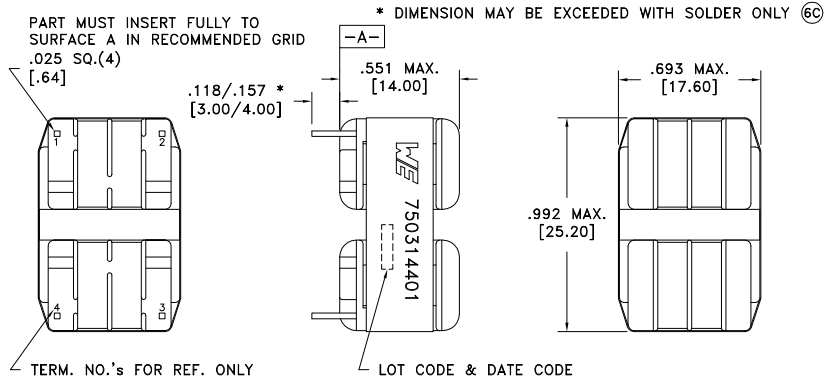 * DIMENSION MAY BE EXCEEDED WITH SOLDER ONLY 6C
PART MUST INSERT FULLY TO
SURFACE A IN RECOMMENDED GRID
.025 SQ.(4)
[.64]
-A-
.118/.157 *
[3.00/4.00]
.551 MAX.
[14.00]
.693 MAX.
[17.60]
1
2
WE 750314401
.992 MAX.
[25.20]
4
3
TERM. NO.'s FOR REF. ONLY
LOT CODE & DATE CODE